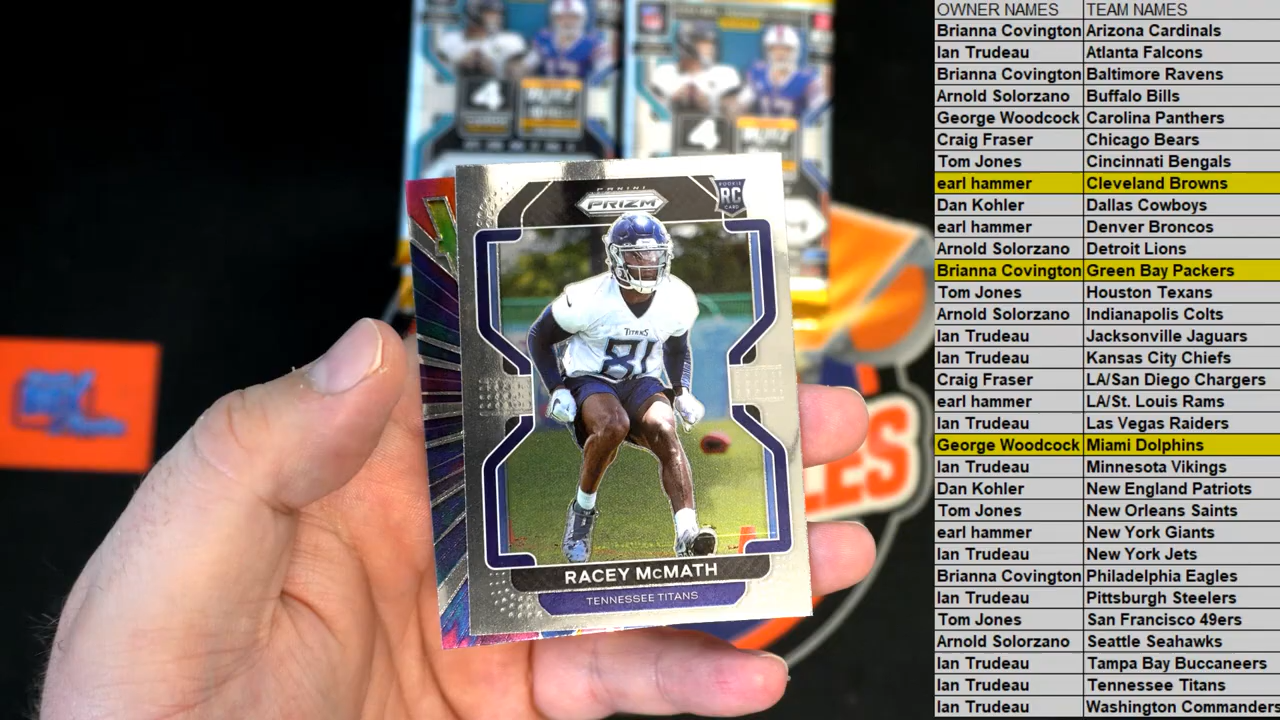 4
4
PANINI
PRIZM
ROOKIE
RC
CARD
TITANS
81
RACEY McMATH
TENNESSEE TITANS
LES
OWNER NAMES TEAM NAMES
Brianna Covington Arizona Cardinals
Ian Trudeau Atlanta Falcons
Brianna Covington Baltimore Ravens
Arnold Solorzano Buffalo Bills
George Woodcock Carolina Panthers
Craig Fraser Chicago Bears
Tom Jones Cincinnati Bengals
earl hammer Cleveland Browns
Dan Kohler Dallas Cowboys
earl hammer Denver Broncos
Arnold Solorzano Detroit Lions
Brianna Covington Green Bay Packers
Tom Jones Houston Texans
Arnold Solorzano Indianapolis Colts
Ian Trudeau Jacksonville Jaguars
Ian Trudeau Kansas City Chiefs
Craig Fraser LA/San Diego Chargers
earl hammer LA/St. Louis Rams
Ian Trudeau Las Vegas Raiders
George Woodcock Miami Dolphins
Ian Trudeau Minnesota Vikings
Dan Kohler New England Patriots
Tom Jones New Orleans Saints
earl hammer New York Giants
Ian Trudeau New York Jets
Brianna Covington Philadelphia Eagles
Ian Trudeau Pittsburgh Steelers
Tom Jones San Francisco 49ers
Arnold Solorzano Seattle Seahawks
Ian Trudeau Tampa Bay Buccaneers
Ian Trudeau Tennessee Titans
Ian Trudeau Washington Commanders